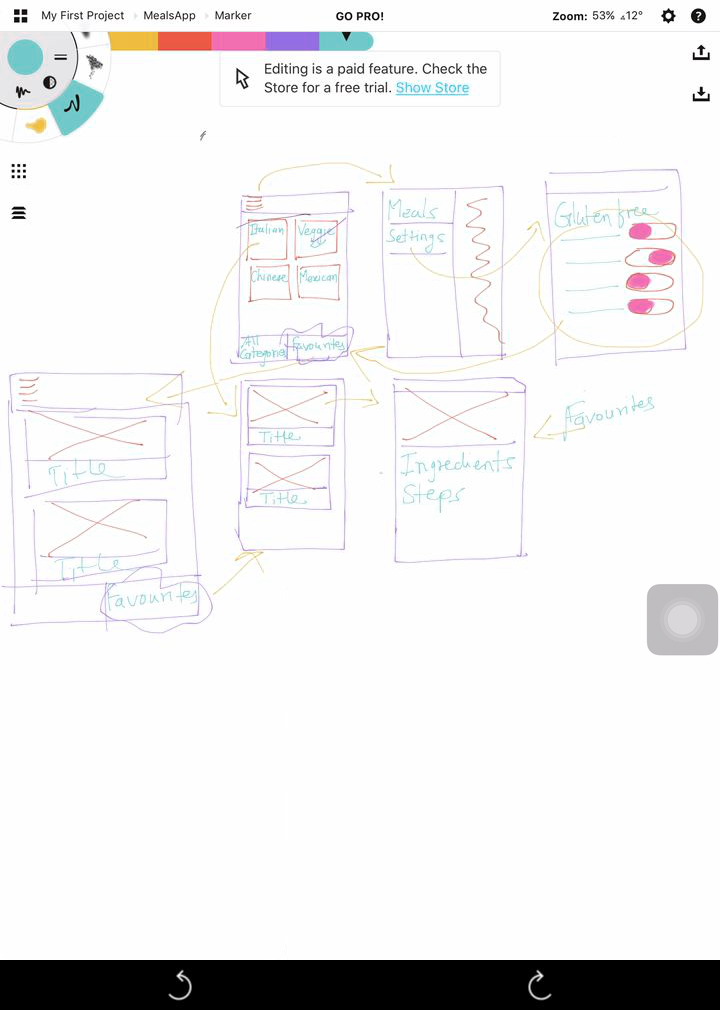 My First Project MealsApp Marker GO PRO! Zoom: 53% 12°
Editing is a paid feature. Check the
Store for a free trial. Show Store
Italian Veggie
Chinese Mexican
All
Categories
Favourites
Meals
Settings
Gluten free
Title
Title
Favourites
Title
Title
Ingredients
Steps
Favourites